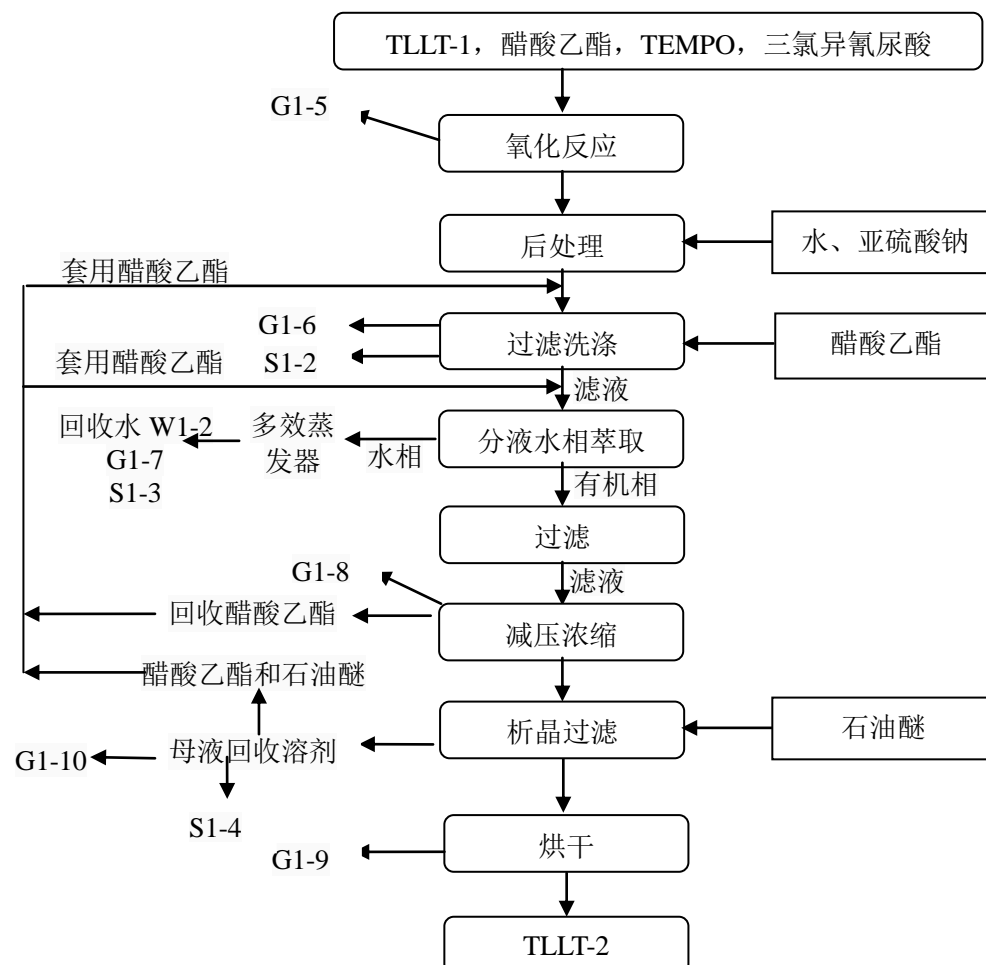 TLLT-1，醋酸乙酯，TEMPO，三氯异氰尿酸
G1-5
氧化反应
后处理
水、亚硫酸钠
套用醋酸乙酯
G1-6
S1-2
过滤洗涤
醋酸乙酯
套用醋酸乙酯
滤液
回收水 W1-2
G1-7
S1-3
多效蒸
发器
水相
分液水相萃取
有机相
过滤
滤液
G1-8
回收醋酸乙酯
减压浓缩
醋酸乙酯和石油醚
析晶过滤
石油醚
母液回收溶剂
G1-10
S1-4
G1-9
烘干
TLLT-2